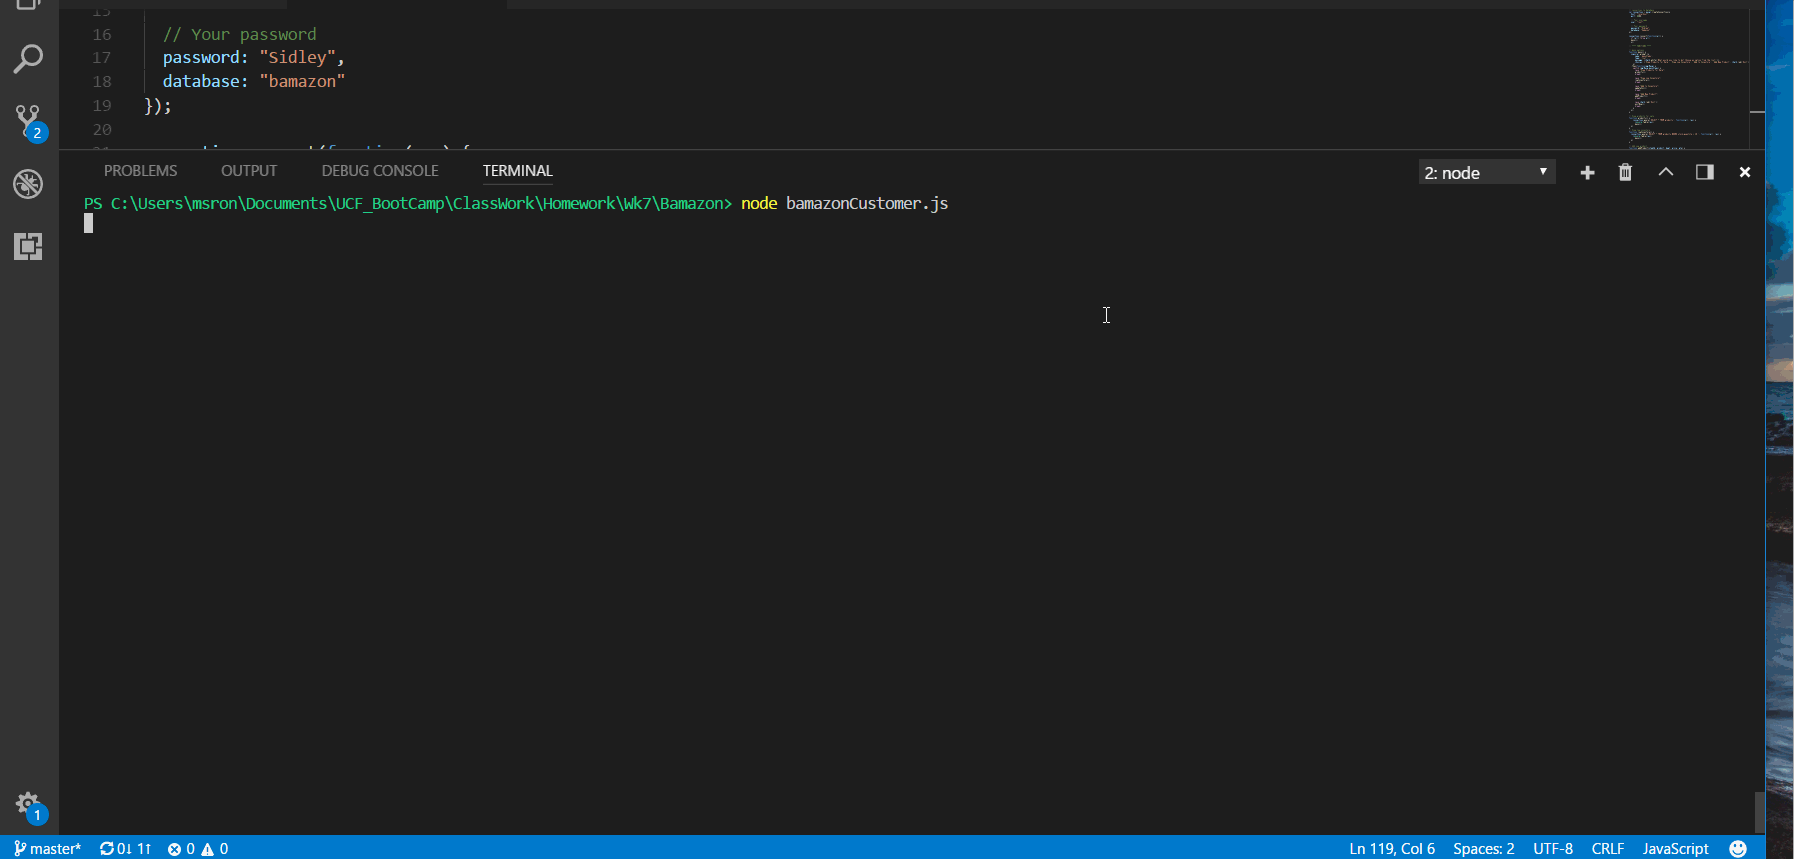 15
16 // Your password
17 password: "Sidley",
18 database: "bamazon"
19 });
20
2
PROBLEMS OUTPUT DEBUG CONSOLE TERMINAL 2: node
PS C:\Users\msron\Documents\UCF_BootCamp\ClassWork\Homework\Wk7\Bamazon> node bamazonCustomer.js
1
master* 0↓ 1↑ 0 0 Ln 119, Col 6 Spaces: 2 UTF-8 CRLF JavaScript